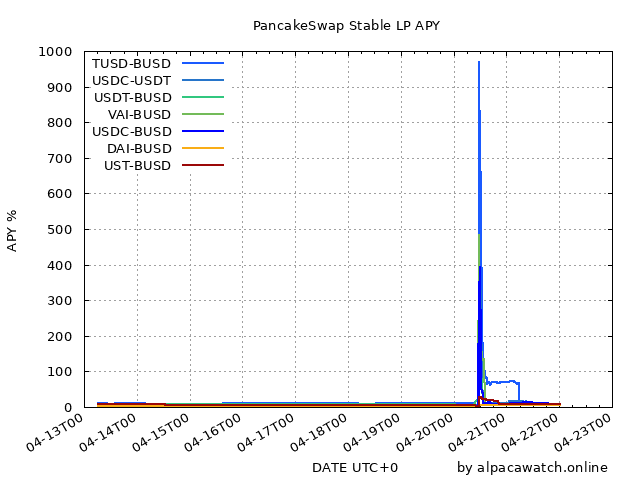 PancakeSwap Stable LP APY
1000
900
800
700
600
500
400
300
200
100
0
APY %
TUSD-BUSD
USDC-USDT
USDT-BUSD
VAI-BUSD
USDC-BUSD
DAI-BUSD
UST-BUSD
04-13T00
04-14T00
04-15T00
04-16T00
04-17T00
04-18T00
04-19T00
04-20T00
04-21T00
04-22T00
04-23T00
DATE UTC+0
by alpacawatch.online